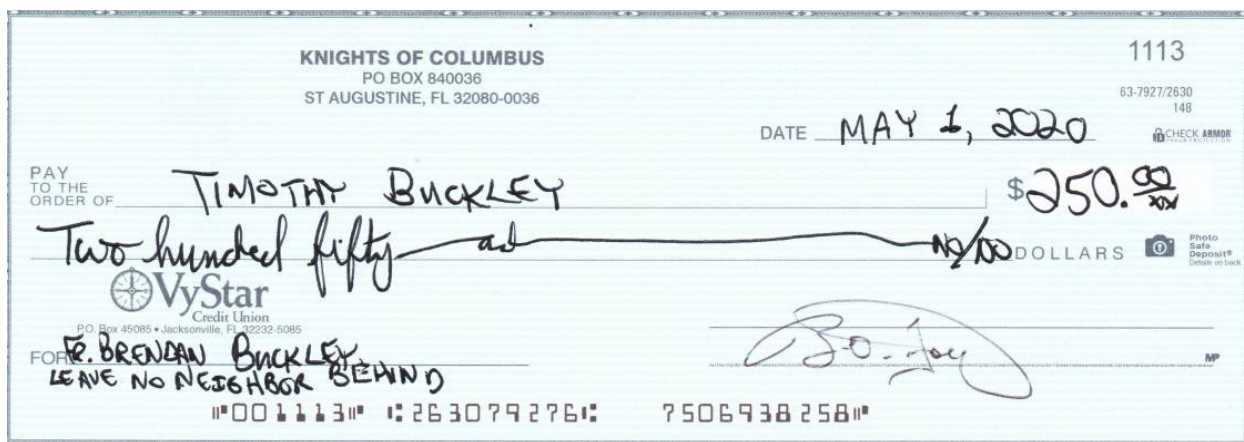 KNIGHTS OF COLUMBUS
PO BOX 840036
ST AUGUSTINE, FL 32080-0036
1113
63-7927/2630
148
DATE MAY 1, 2020
CHECK ARMOR
PAY
TO THE
ORDER OF TIMOTHY BUCKLEY $250.00/xx
Two hundred fifty and no/00 DOLLARS
Photo
Safe
Deposit®
Details on back
VyStar
Credit Union
P.O. Box 45085 • Jacksonville, FL 32232-5085
FOR FR. BRENDAN BUCKLEY
LEAVE NO NEIGHBOR BEHIND
MP
⑈001113⑈ ⑆263079276⑆ 7506938258⑈